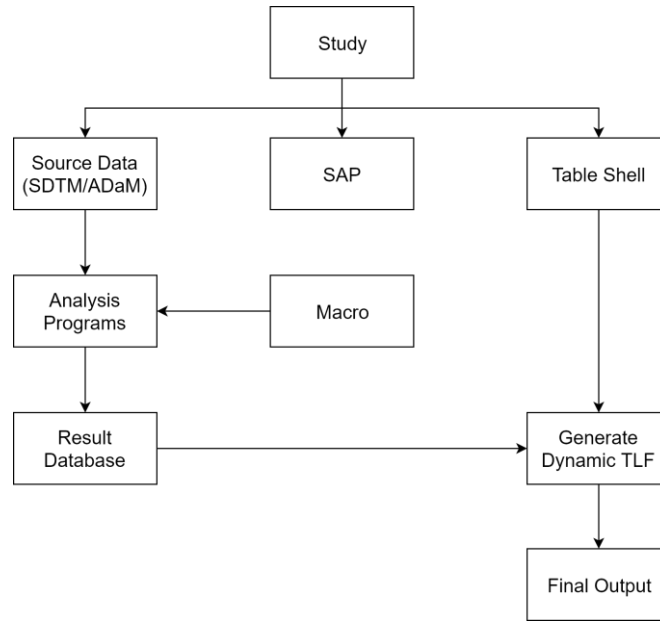 Study
Source Data
(SDTM/ADaM)
SAP
Table Shell
Analysis
Programs
Macro
Result
Database
Generate
Dynamic TLF
Final Output